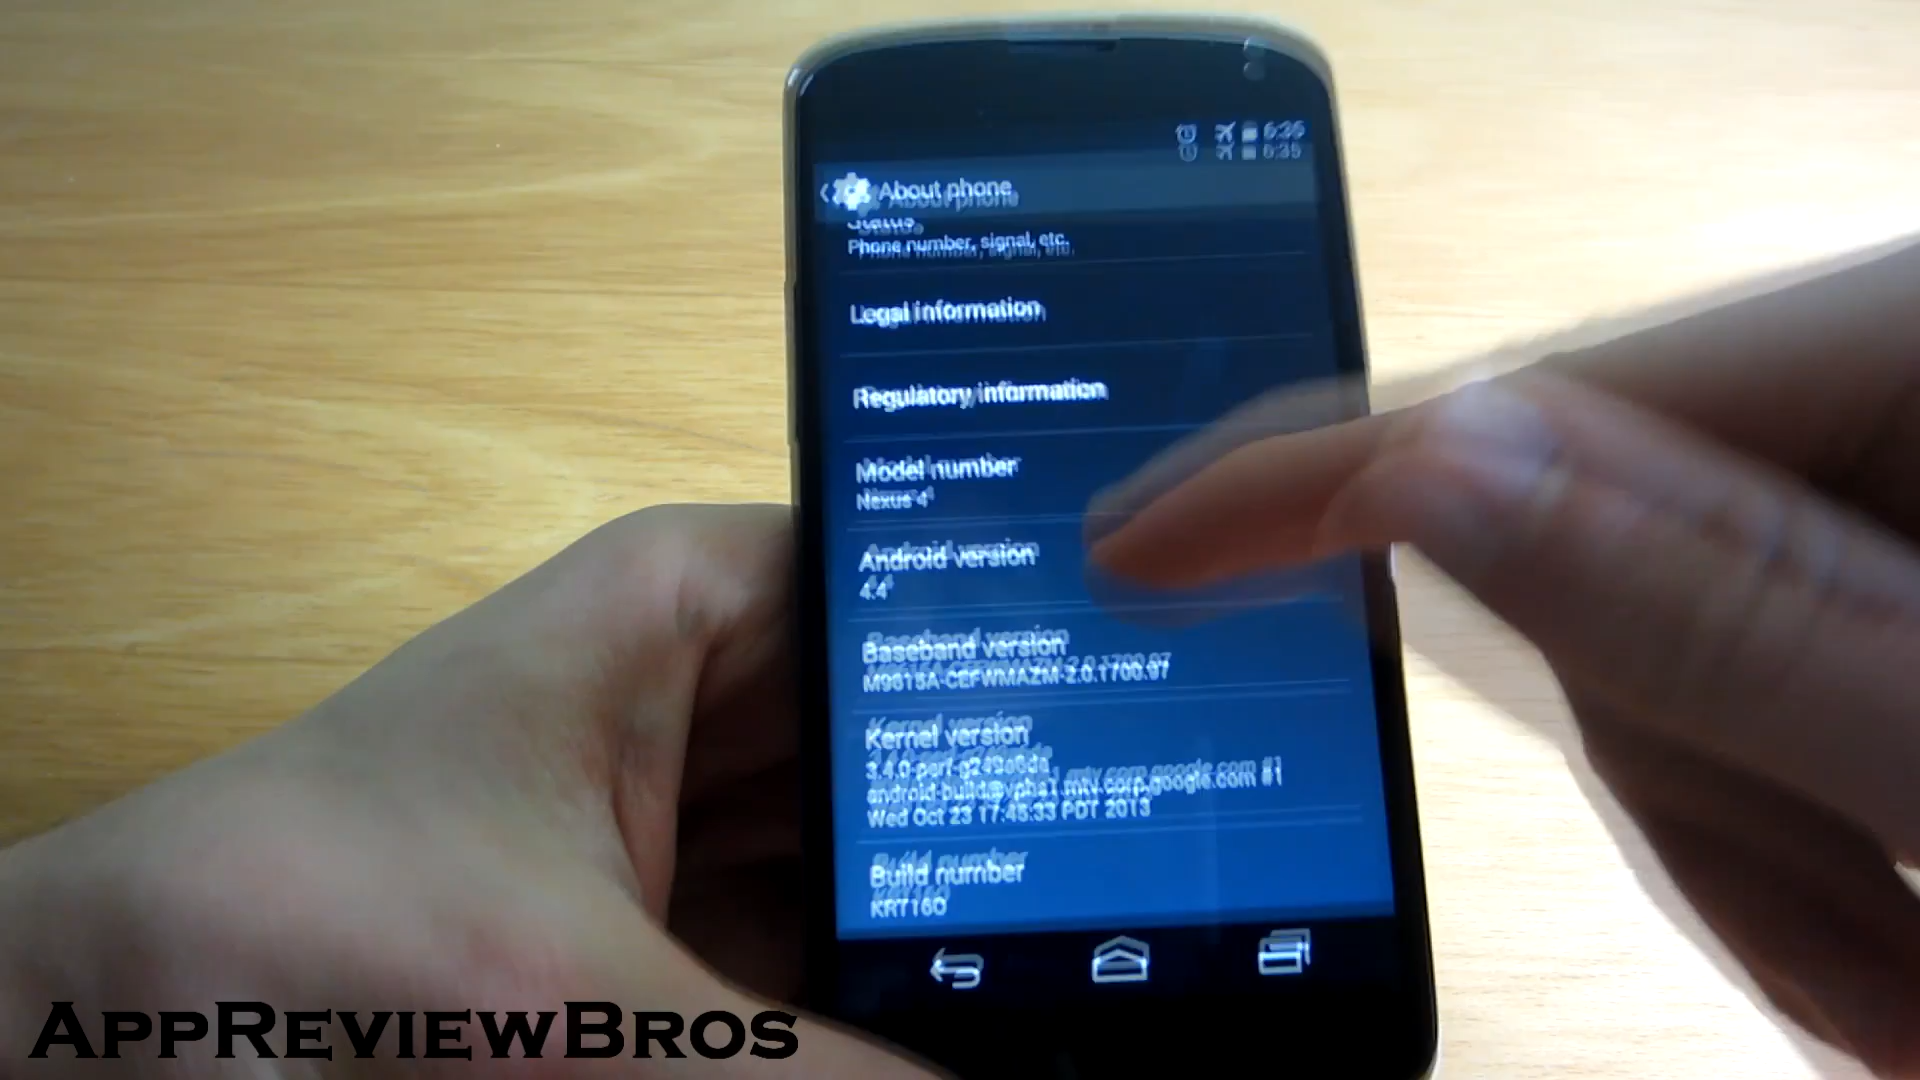 6:35
About phone
Status
Phone number, signal, etc.
Legal information
Regulatory information
Model number
Nexus 4
Android version
4.4
Baseband version
M9615A-CEFWMAZM-2.0.1700.97
Kernel version
android-build@vpbs1.mtv.corp.google.com #1
Wed Oct 23 17:45:33 PDT 2013
Build number
KRT16O
AppReviewBros